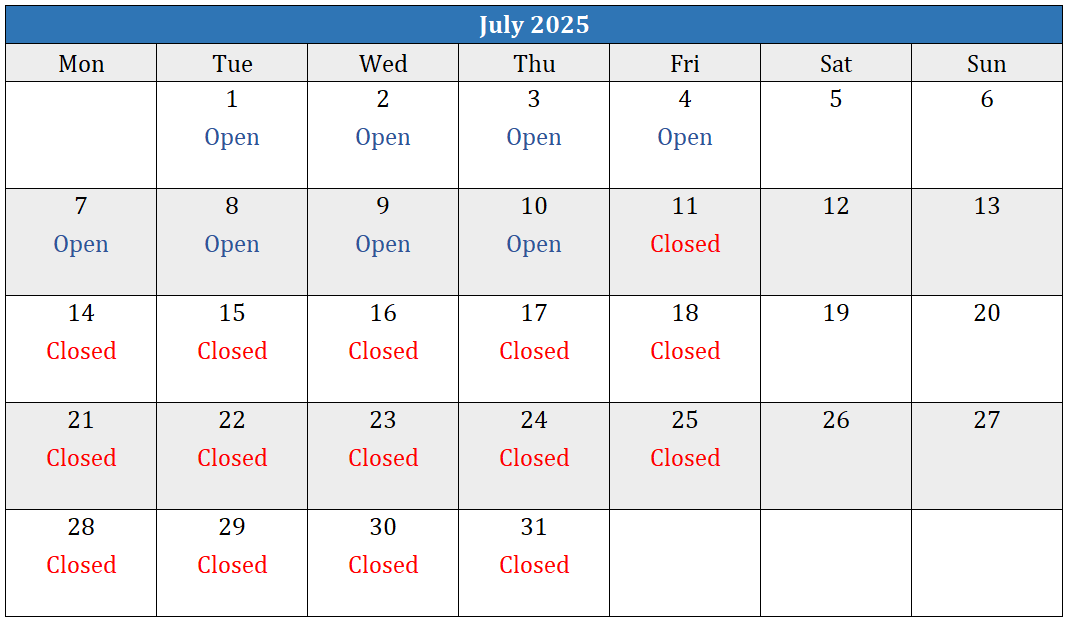 July 2025
Mon Tue Wed Thu Fri Sat Sun
1 2 3 4 5 6
Open Open Open Open
7 8 9 10 11 12 13
Open Open Open Open Closed
14 15 16 17 18 19 20
Closed Closed Closed Closed Closed
21 22 23 24 25 26 27
Closed Closed Closed Closed Closed
28 29 30 31
Closed Closed Closed Closed